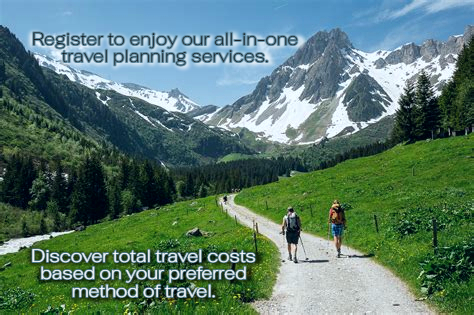 Register to enjoy our all-in-one
travel planning services.
Discover total travel costs
based on your preferred
method of travel.